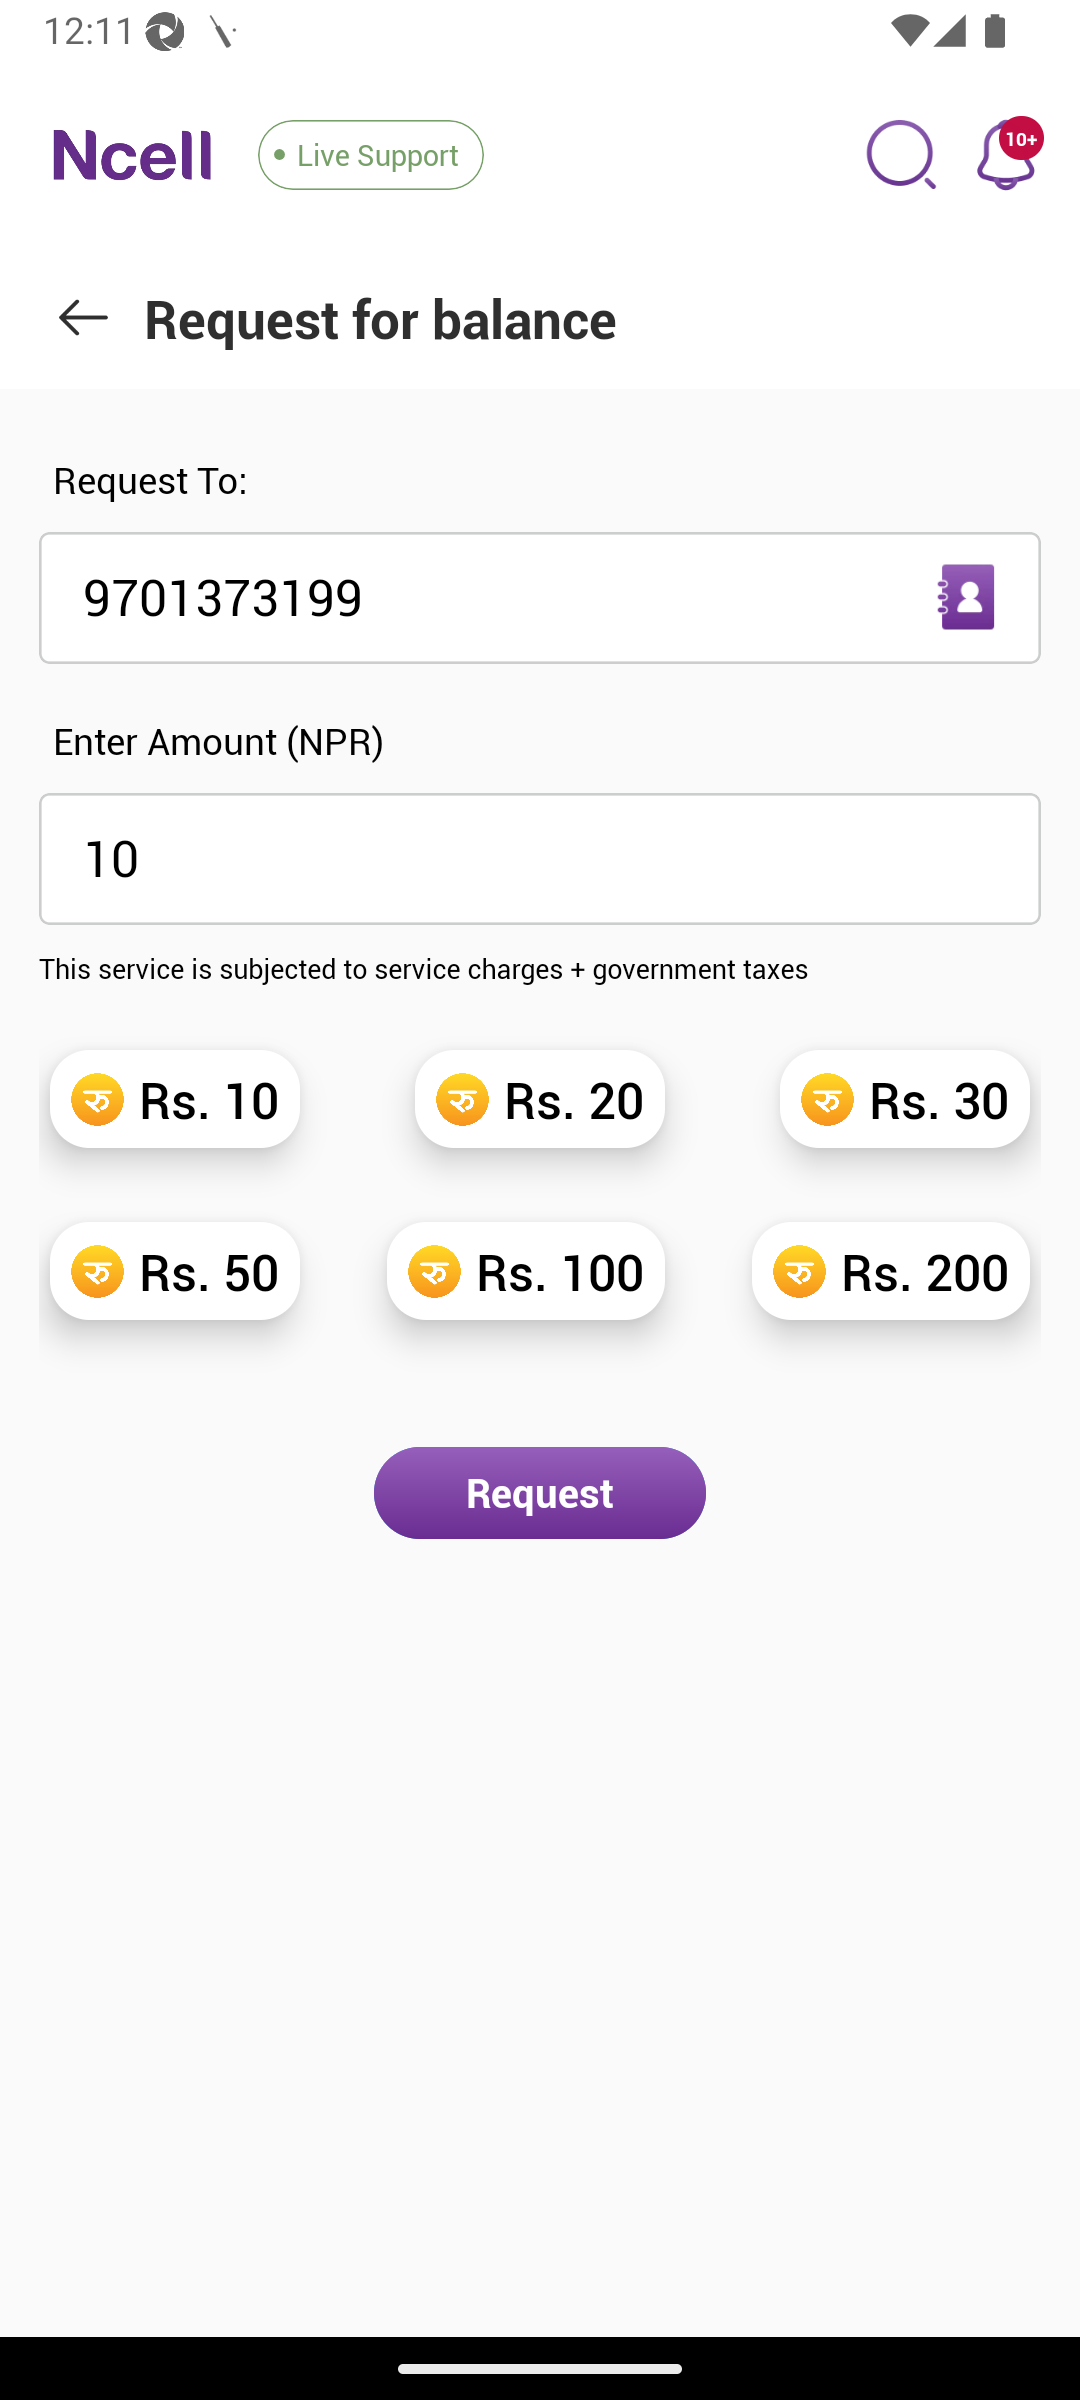 12:11
Ncell
Live Support
10+
Request for balance
Request To:
9701373199
Enter Amount (NPR)
10
This service is subjected to service charges + government taxes
रु Rs. 10
रु Rs. 20
रु Rs. 30
रु Rs. 50
रु Rs. 100
रु Rs. 200
Request